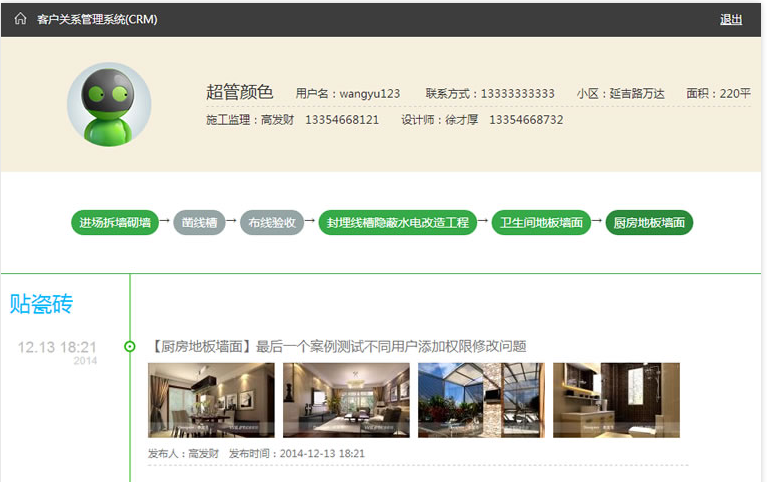 客户关系管理系统(CRM) 退出
超管颜色 用户名：wangyu123 联系方式：13333333333 小区：延吉路万达 面积：220平
施工监理：高发财 13354668121 设计师：徐才厚 13354668732
进场拆墙砌墙→凿线槽→布线验收→封埋线槽隐蔽水电改造工程→卫生间地板墙面→厨房地板墙面
贴瓷砖
12.13 18:21
2014
【厨房地板墙面】最后一个案例测试不同用户添加权限修改问题
发布人：高发财 发布时间：2014-12-13 18:21